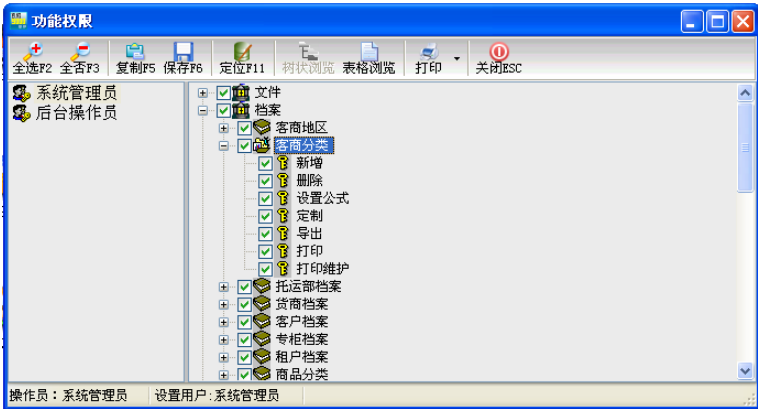 功能权限
全选F2 全否F3 复制F5 保存F6 定位F11 树状浏览 表格浏览 打印 关闭ESC
系统管理员
后台操作员
文件
档案
客商地区
客商分类
新增
删除
设置公式
定制
导出
打印
打印维护
托运部档案
货商档案
客户档案
专柜档案
租户档案
商品分类
操作员：系统管理员 设置用户:系统管理员